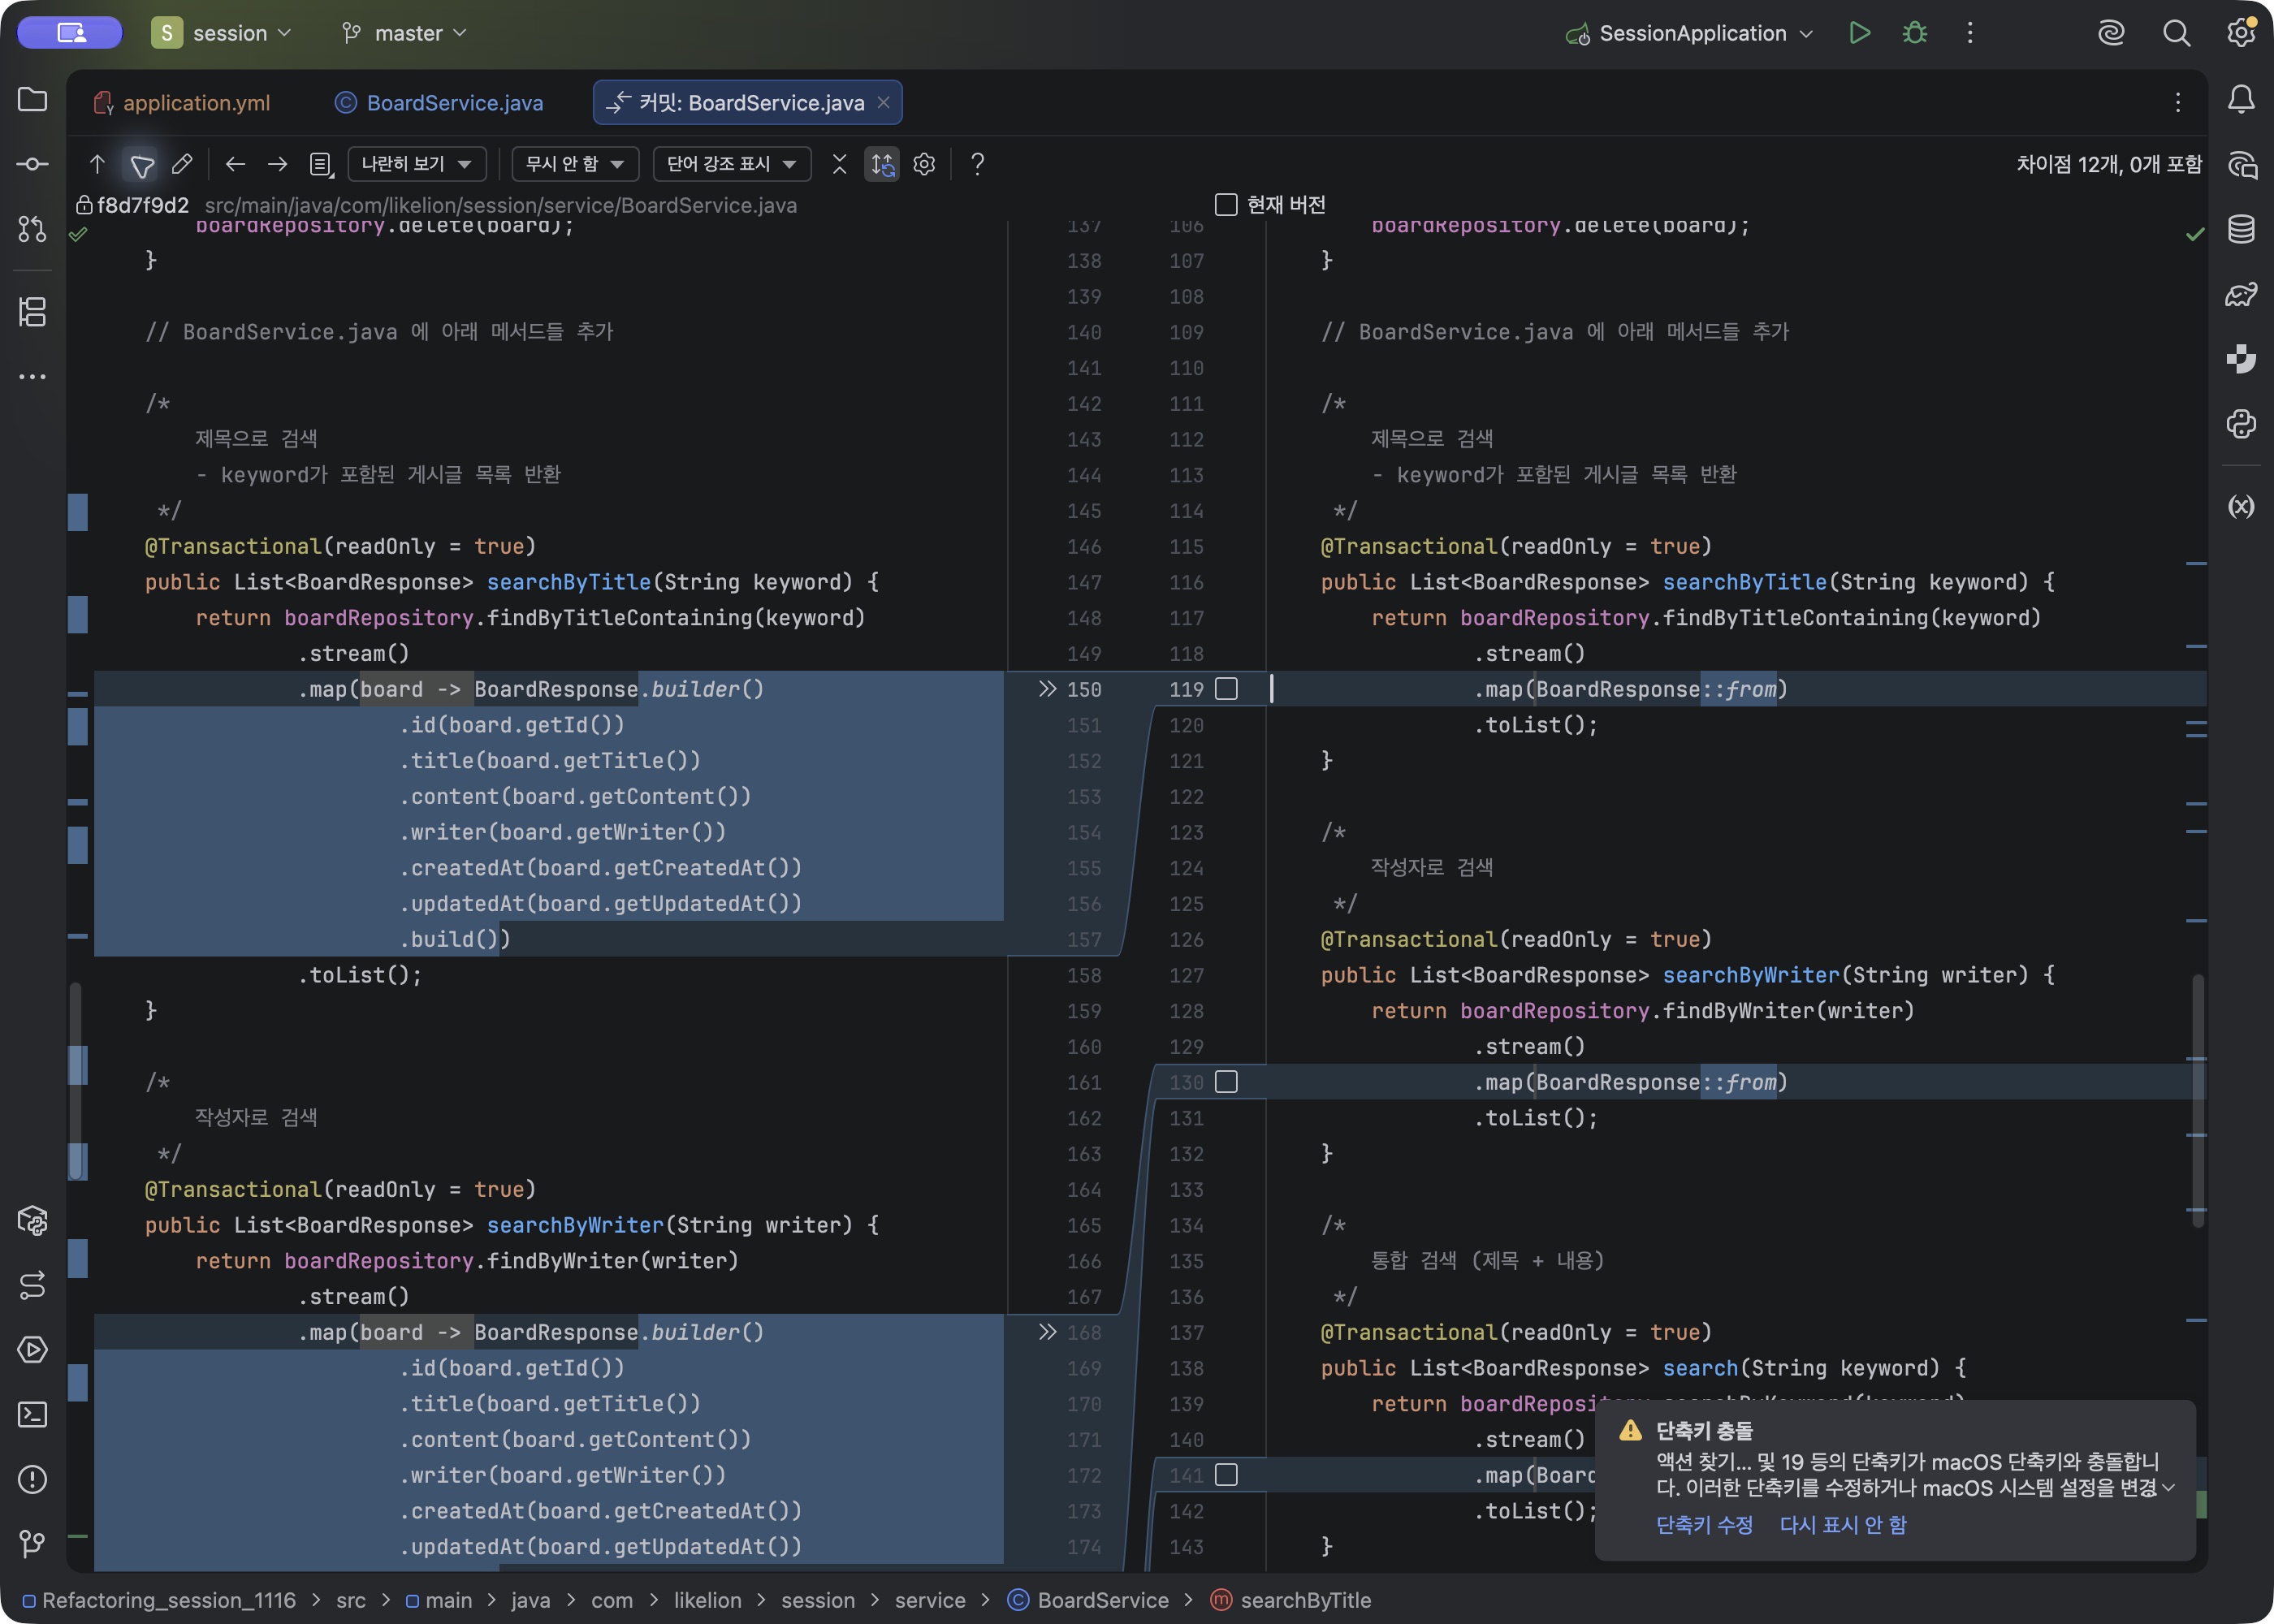 S session master SessionApplication
application.yml BoardService.java 커밋: BoardService.java
나란히 보기 무시 안 함 단어 강조 표시 ? 차이점 12개, 0개 포함
f8d7f9d2 src/main/java/com/likelion/session/service/BoardService.java 현재 버전
boardRepository.delete(board); 137 106 boardRepository.delete(board);
} 138 107 }
139 108
// BoardService.java 에 아래 메서드들 추가 140 109 // BoardService.java 에 아래 메서드들 추가
141 110
/* 142 111 /*
제목으로 검색 143 112 제목으로 검색
- keyword가 포함된 게시글 목록 반환 144 113 - keyword가 포함된 게시글 목록 반환
*/ 145 114 */
@Transactional(readOnly = true) 146 115 @Transactional(readOnly = true)
public List<BoardResponse> searchByTitle(String keyword) { 147 116 public List<BoardResponse> searchByTitle(String keyword) {
return boardRepository.findByTitleContaining(keyword) 148 117 return boardRepository.findByTitleContaining(keyword)
.stream() 149 118 .stream()
.map(board -> BoardResponse.builder() 150 119 .map(BoardResponse::from)
.id(board.getId()) 151 120 .toList();
.title(board.getTitle()) 152 121 }
.content(board.getContent()) 153 122
.writer(board.getWriter()) 154 123 /*
.createdAt(board.getCreatedAt()) 155 124 작성자로 검색
.updatedAt(board.getUpdatedAt()) 156 125 */
.build()) 157 126 @Transactional(readOnly = true)
.toList(); 158 127 public List<BoardResponse> searchByWriter(String writer) {
} 159 128 return boardRepository.findByWriter(writer)
160 129 .stream()
/* 161 130 .map(BoardResponse::from)
작성자로 검색 162 131 .toList();
*/ 163 132 }
@Transactional(readOnly = true) 164 133
public List<BoardResponse> searchByWriter(String writer) { 165 134 /*
return boardRepository.findByWriter(writer) 166 135 통합 검색 (제목 + 내용)
.stream() 167 136 */
.map(board -> BoardResponse.builder() 168 137 @Transactional(readOnly = true)
.id(board.getId()) 169 138 public List<BoardResponse> search(String keyword) {
.title(board.getTitle()) 170 139 return
.content(board.getContent()) 171 140 .stream()
.writer(board.getWriter()) 172 141 .map(Board
.createdAt(board.getCreatedAt()) 173 142 .toList();
.updatedAt(board.getUpdatedAt()) 174 143 }
단축키 충돌
액션 찾기... 및 19 등의 단축키가 macOS 단축키와 충돌합니
다. 이러한 단축키를 수정하거나 macOS 시스템 설정을 변경
단축키 수정 다시 표시 안 함
Refactoring_session_1116 > src > main > java > com > likelion > session > service > BoardService > searchByTitle